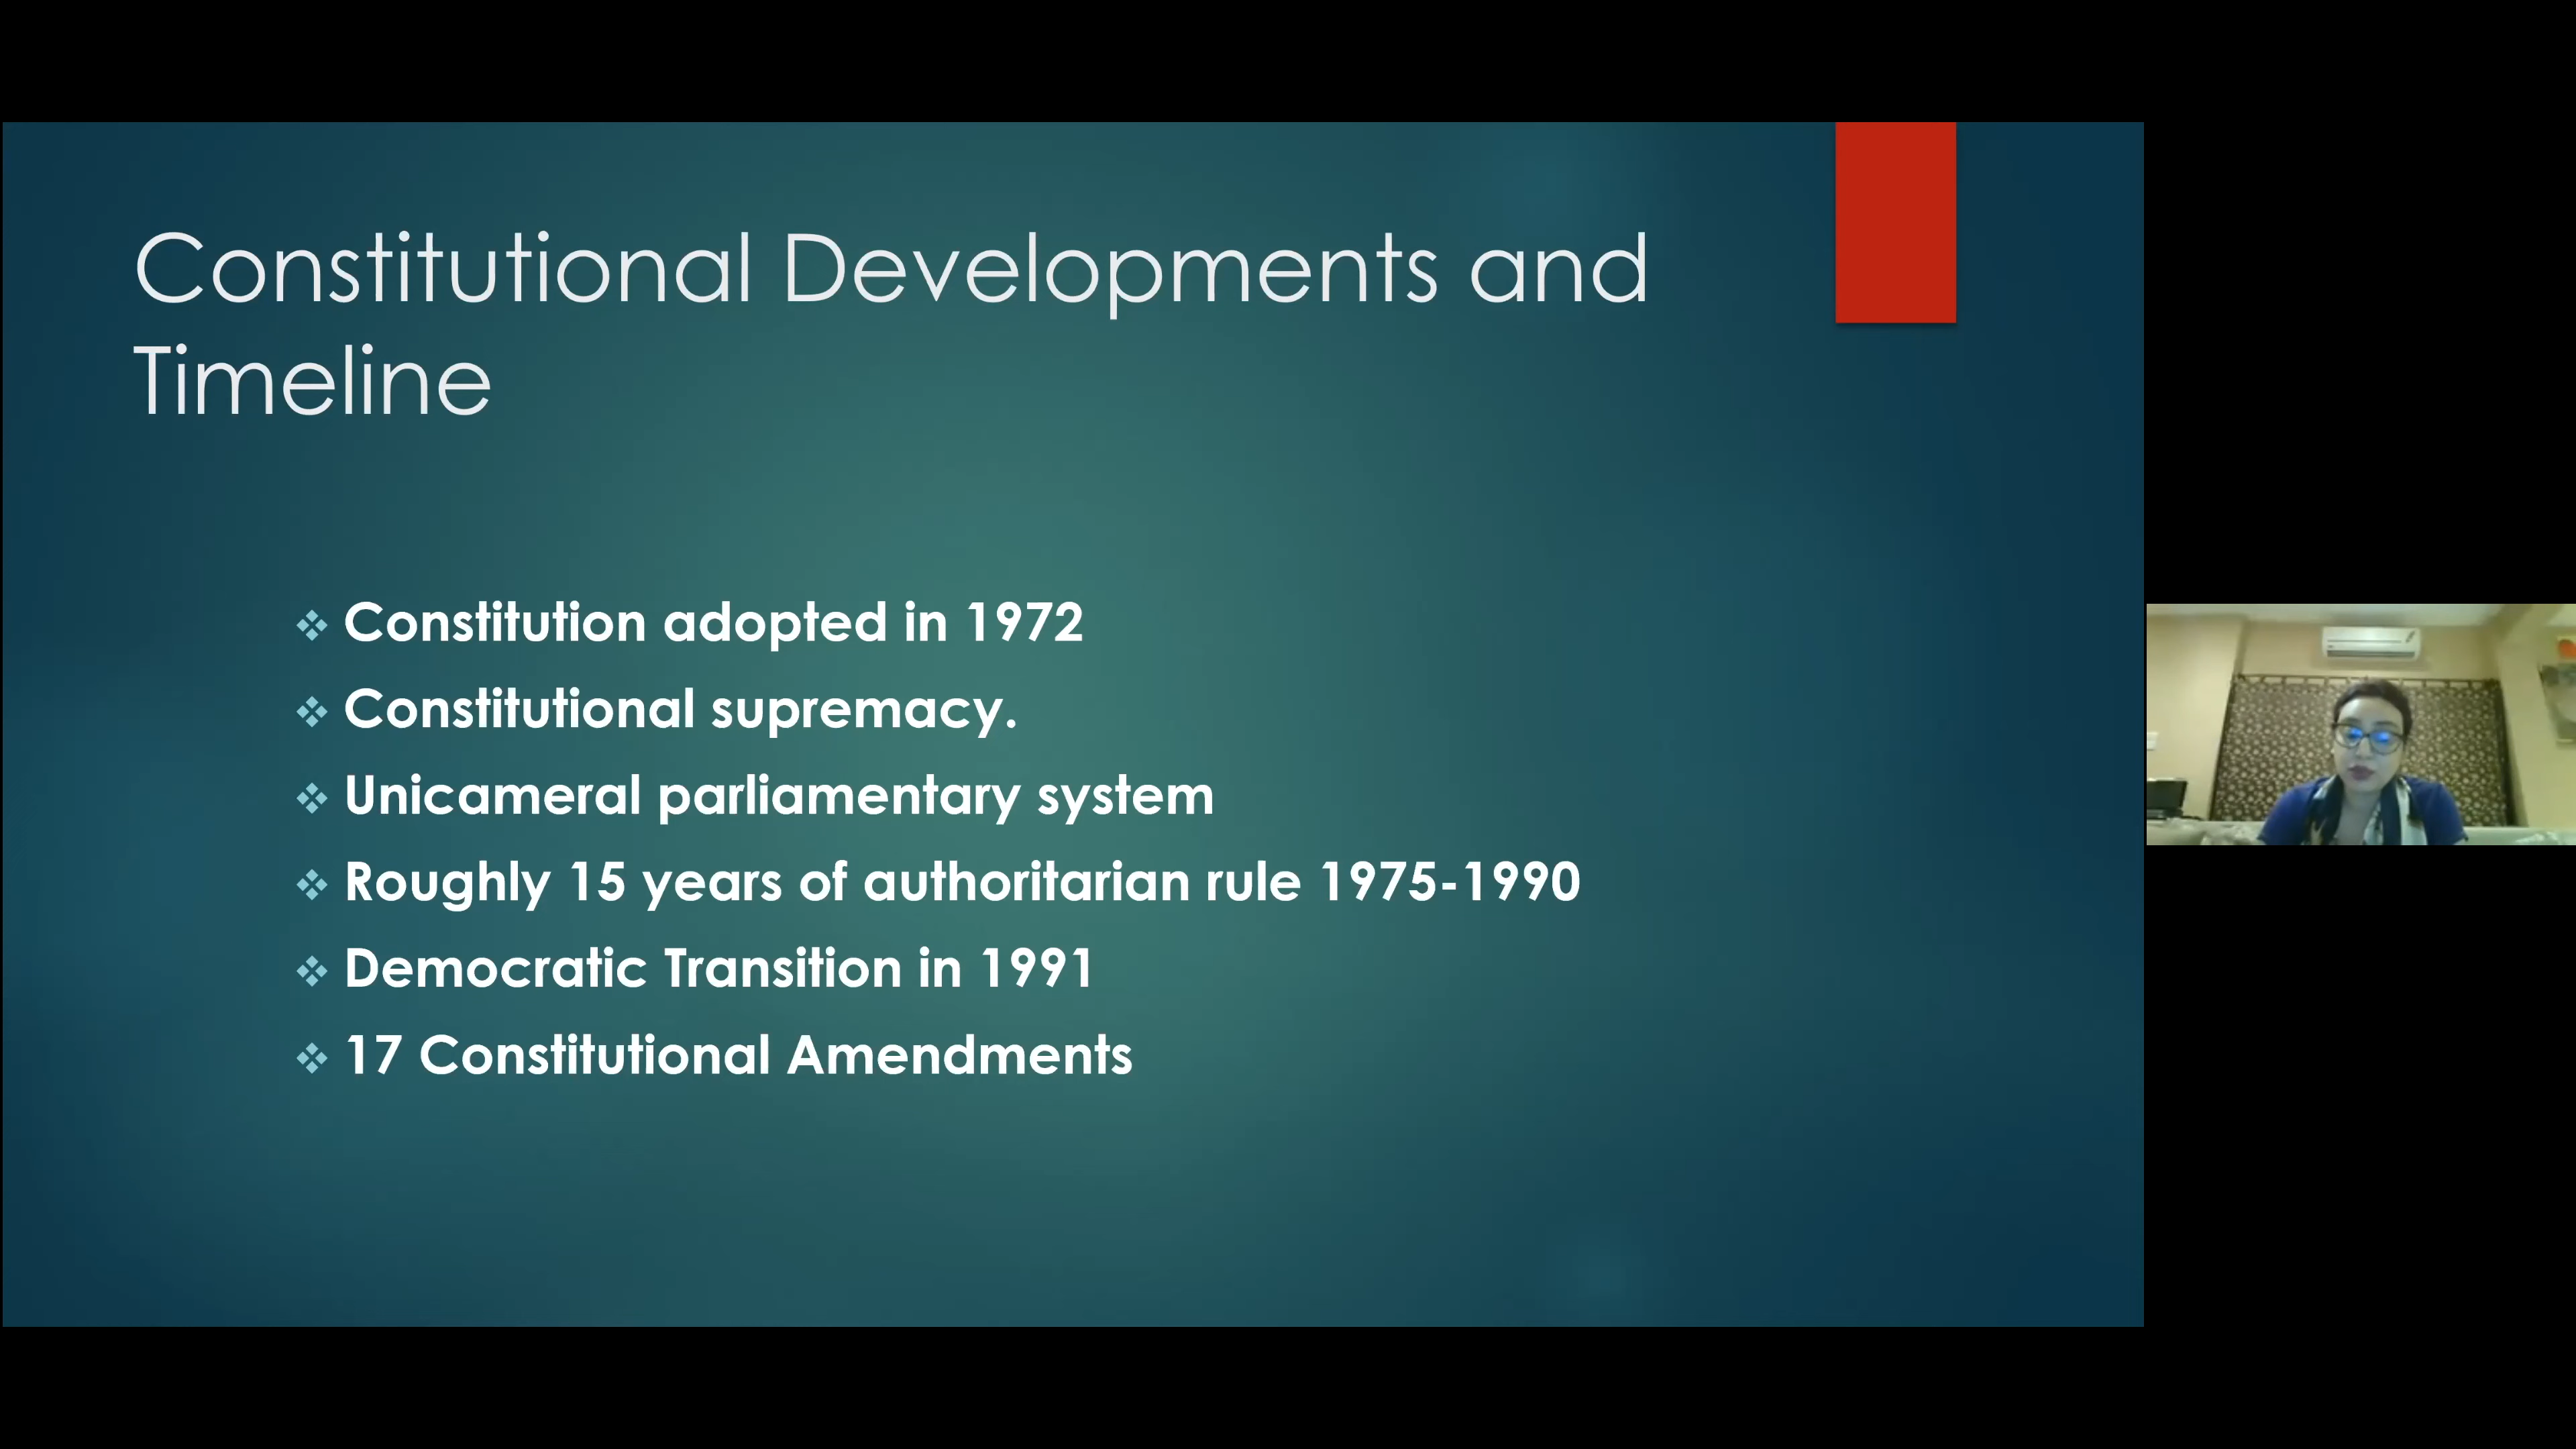 Constitutional Developments and
Timeline
Constitution adopted in 1972
Constitutional supremacy.
Unicameral parliamentary system
Roughly 15 years of authoritarian rule 1975-1990
Democratic Transition in 1991
17 Constitutional Amendments